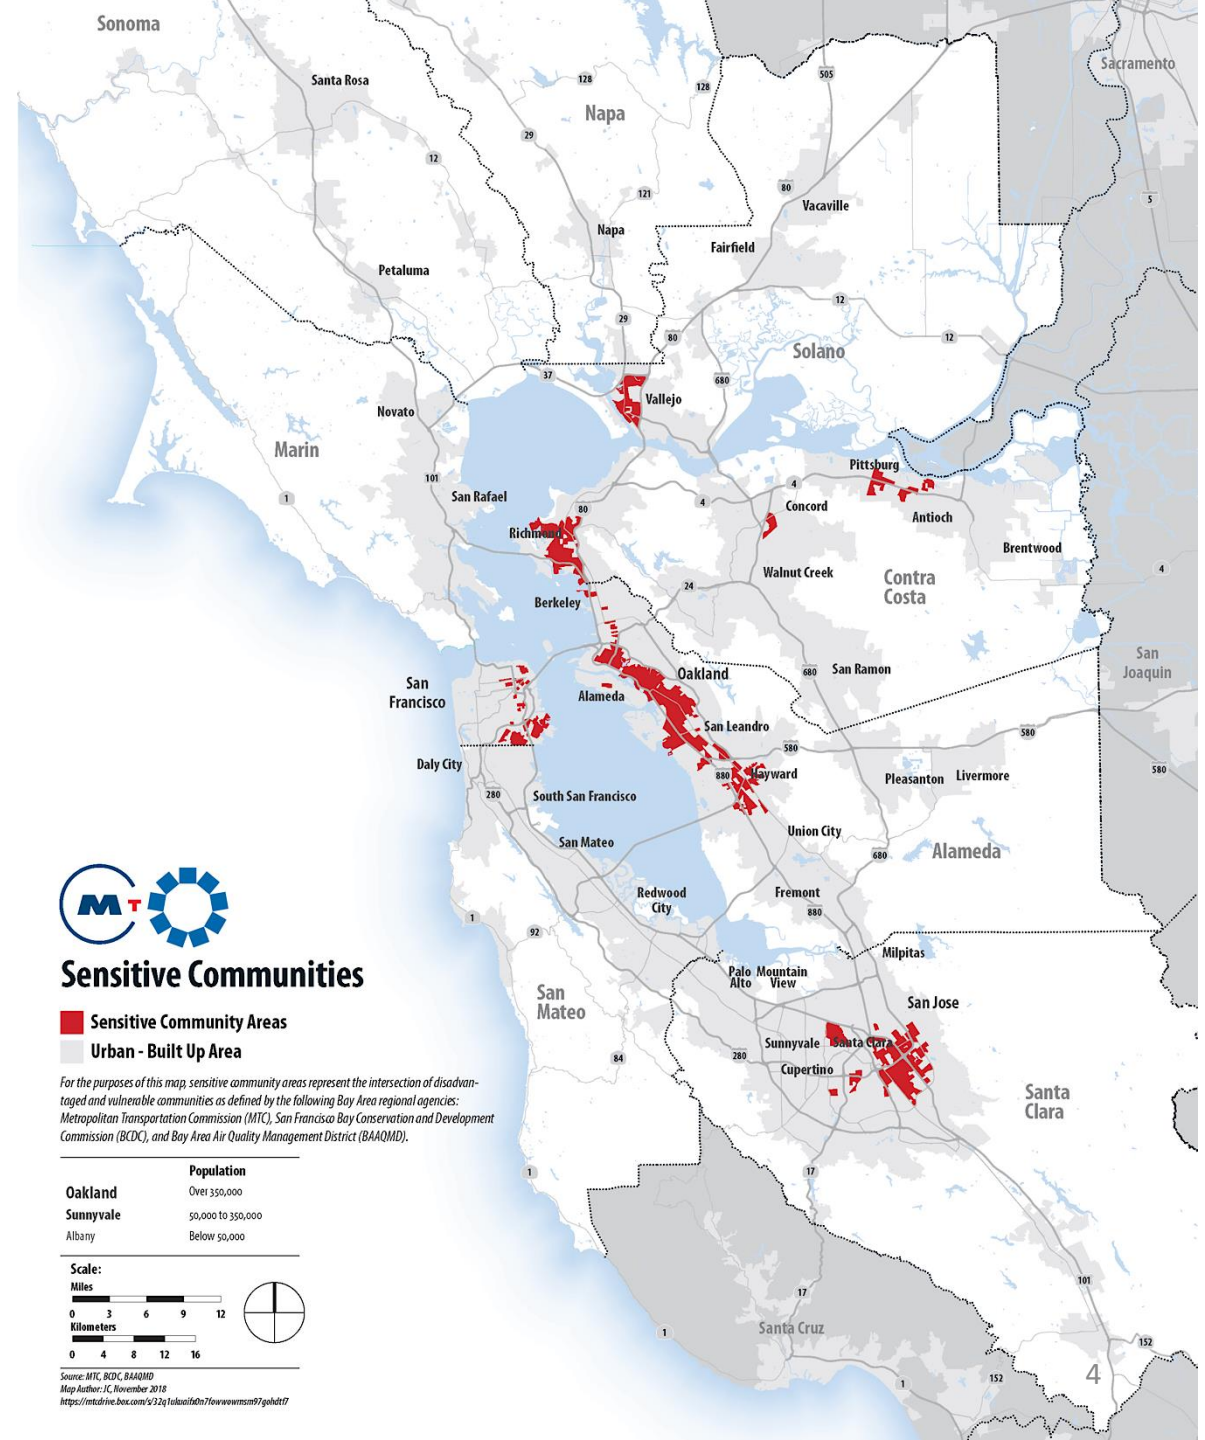 Sonoma
Santa Rosa
128
128
Napa
505
Sacramento
29
12
121
80
Vacaville
5
Napa
Fairfield
Petaluma
12
29
80
12
Solano
37
680
Vallejo
Novato
Marin
Pittsburg
101
4
San Rafael
1
80
4
Concord
Antioch
Richmond
Brentwood
Walnut Creek
4
Contra
Costa
24
Berkeley
San
Joaquin
San
Francisco
Oakland
680
San Ramon
Alameda
San Leandro
580
580
Daly City
880
Hayward
580
Pleasanton
Livermore
280
South San Francisco
Union City
San Mateo
680
Alameda
Redwood
City
Fremont
880
1
92
Milpitas
Palo
Alto
Mountain
View
San
Mateo
San Jose
Sunnyvale
Santa Clara
84
280
Cupertino
Santa
Clara
1
17
101
17
Santa Cruz
1
152
152
1
4
M T
Sensitive Communities
Sensitive Community Areas
Urban - Built Up Area
For the purposes of this map, sensitive community areas represent the intersection of disadvan-
taged and vulnerable communities as defined by the following Bay Area regional agencies:
Metropolitan Transportation Commission (MTC), San Francisco Bay Conservation and Development
Commission (BCDC), and Bay Area Air Quality Management District (BAAQMD).
Population
Oakland Over 350,000
Sunnyvale 50,000 to 350,000
Albany Below 50,000
Scale:
Miles
0 3 6 9 12
Kilometers
0 4 8 12 16
Source: MTC, BCDC, BAAQMD
Map Author: JC, November 2018